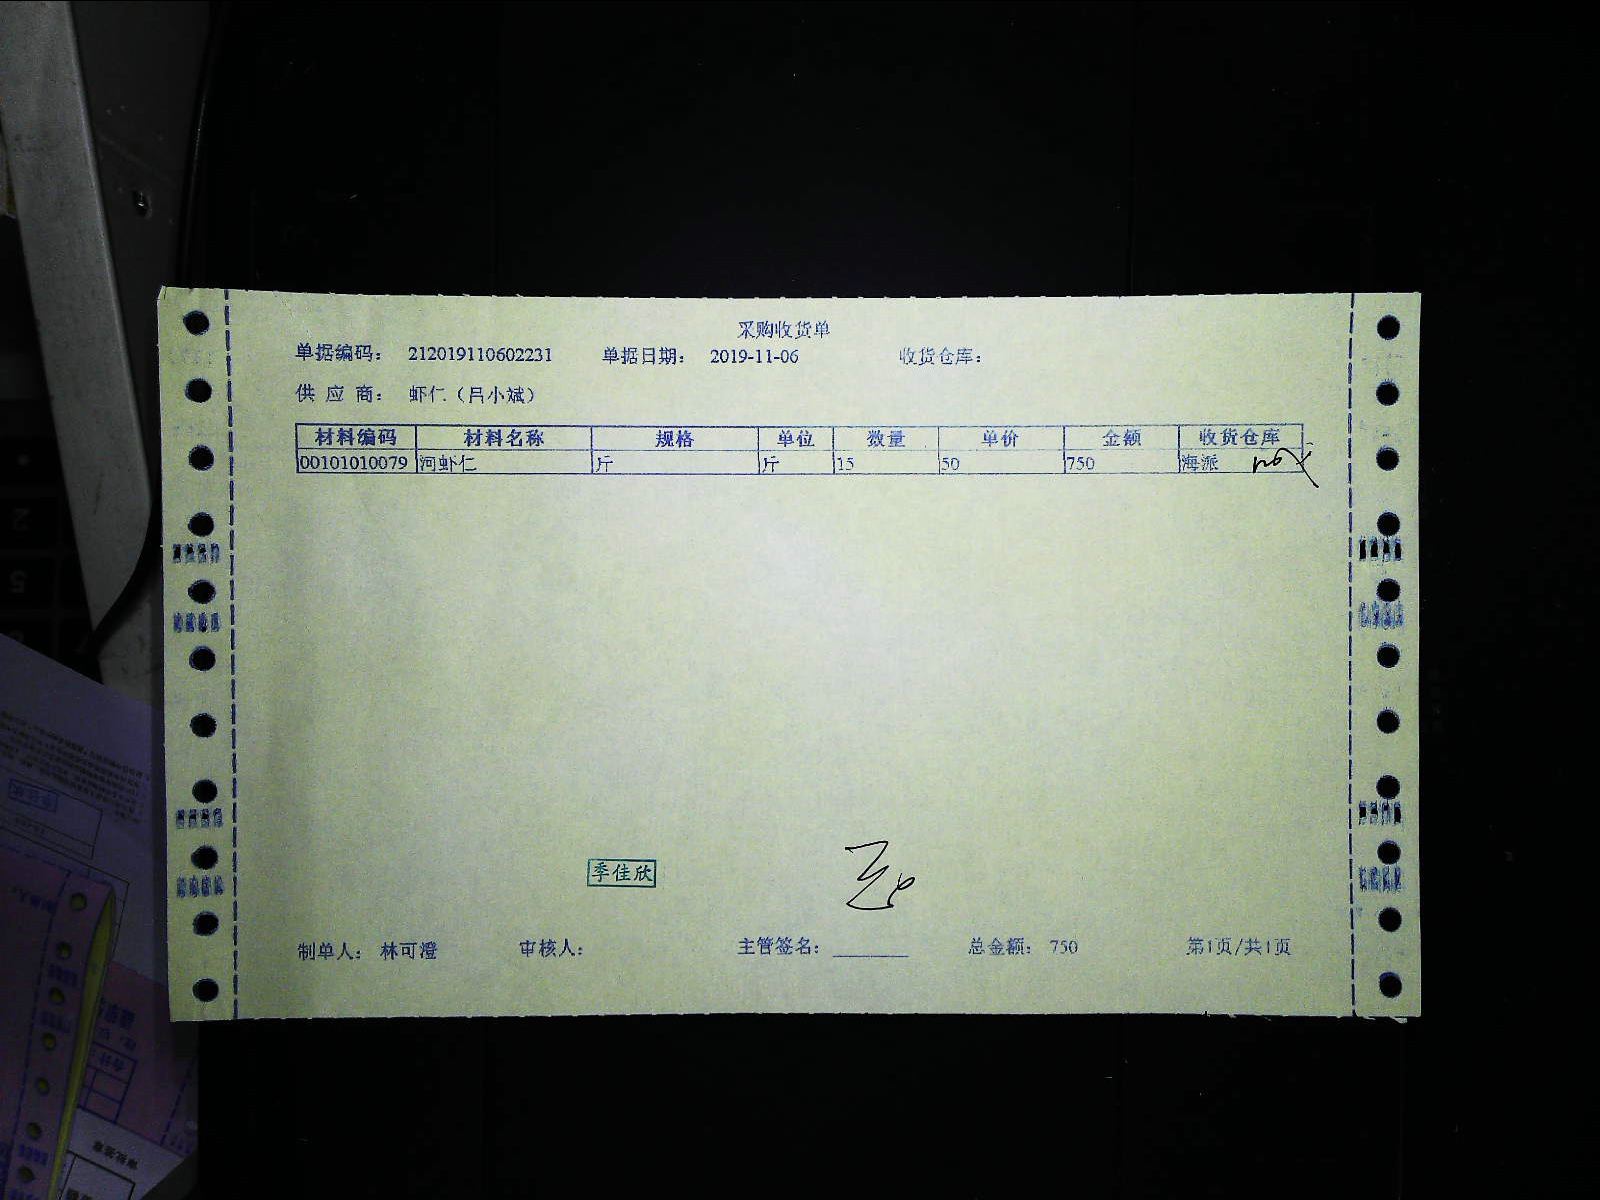 采购收货单
单据编码： 212019110602231 单据日期： 2019-11-06 收货仓库：
供 应 商： 虾仁（吕小斌）
材料编码 材料名称 规格 单位 数量 单价 金额 收货仓库
00101010079 河虾仁 斤 斤 15 50 750 海派
季佳欣
制单人： 林可澄 审核人： 主管签名： 总金额： 750 第1页/共1页